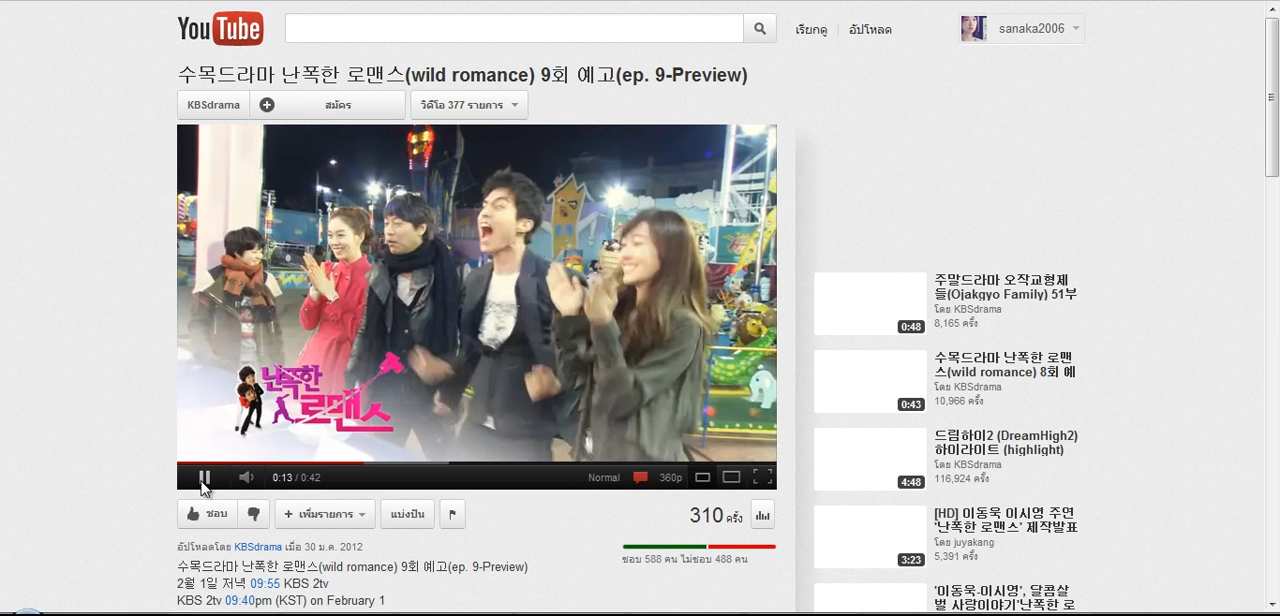 YouTube
เรียกดู
อัปโหลด
sanaka2006
수목드라마 난폭한 로맨스(wild romance) 9회 예고(ep. 9-Preview)
KBSdrama
สมัคร
วิดีโอ 377 รายการ
난폭한
로맨스
0:13 / 0:42
Normal
360p
ชอบ
เพิ่มรายการ
แบ่งปัน
310 ครั้ง
อัปโหลดโดย KBSdrama เมื่อ 30 ม.ค. 2012
ชอบ 588 คน ไม่ชอบ 488 คน
수목드라마 난폭한 로맨스(wild romance) 9회 예고(ep. 9-Preview)
2월 1일 저녁 09:55 KBS 2tv
KBS 2tv 09:40pm (KST) on February 1
0:48
주말드라마 오작교형제
들(Ojakgyo Family) 51부
โดย KBSdrama
8,165 ครั้ง
0:43
수목드라마 난폭한 로맨
스(wild romance) 8회 예
โดย KBSdrama
10,966 ครั้ง
4:48
드림하이2 (DreamHigh2)
하이라이트 (highlight)
โดย KBSdrama
116,924 ครั้ง
3:23
[HD] 이동욱 이시영 주연
'난폭한 로맨스' 제작발표
โดย juyakang
5,391 ครั้ง
'이동욱-이시영', 달콤살
벌 사랑이야기'난폭한 로